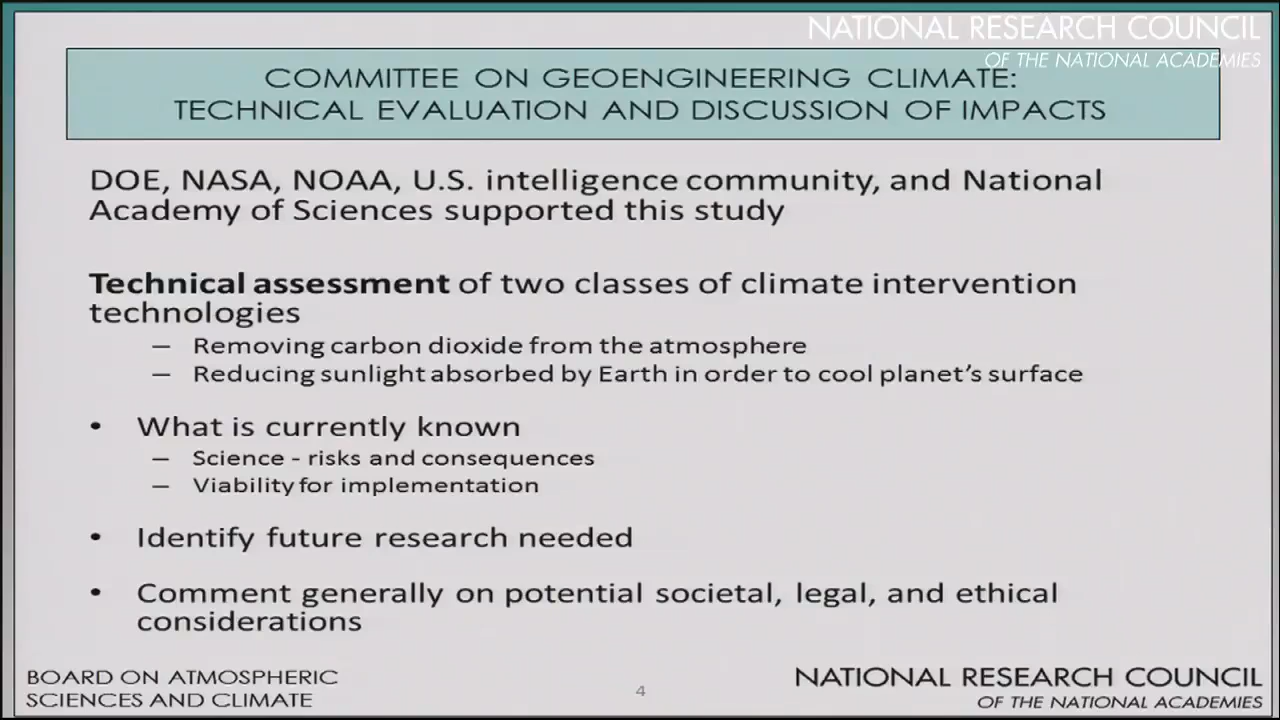 NATIONAL RESEARCH COUNCIL
OF THE NATIONAL ACADEMIES
COMMITTEE ON GEOENGINEERING CLIMATE:
TECHNICAL EVALUATION AND DISCUSSION OF IMPACTS
DOE, NASA, NOAA, U.S. intelligence community, and National
Academy of Sciences supported this study
Technical assessment of two classes of climate intervention
technologies
– Removing carbon dioxide from the atmosphere
– Reducing sunlight absorbed by Earth in order to cool planet's surface
• What is currently known
– Science - risks and consequences
– Viability for implementation
• Identify future research needed
• Comment generally on potential societal, legal, and ethical
considerations
BOARD ON ATMOSPHERIC
SCIENCES AND CLIMATE
4
NATIONAL RESEARCH COUNCIL
OF THE NATIONAL ACADEMIES